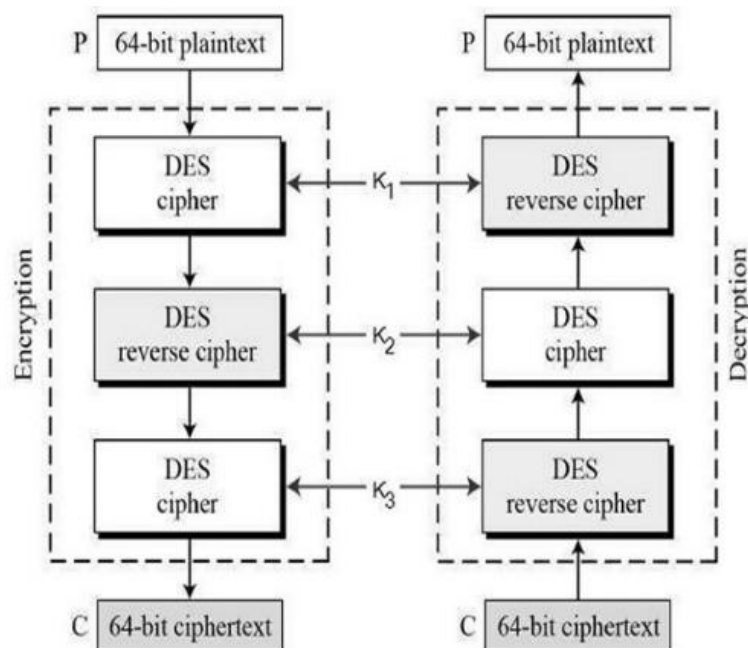 P 64-bit plaintext
P 64-bit plaintext
DES
cipher
K1
DES
reverse cipher
Encryption
DES
reverse cipher
K2
DES
cipher
Decryption
DES
cipher
K3
DES
reverse cipher
C 64-bit ciphertext
C 64-bit ciphertext